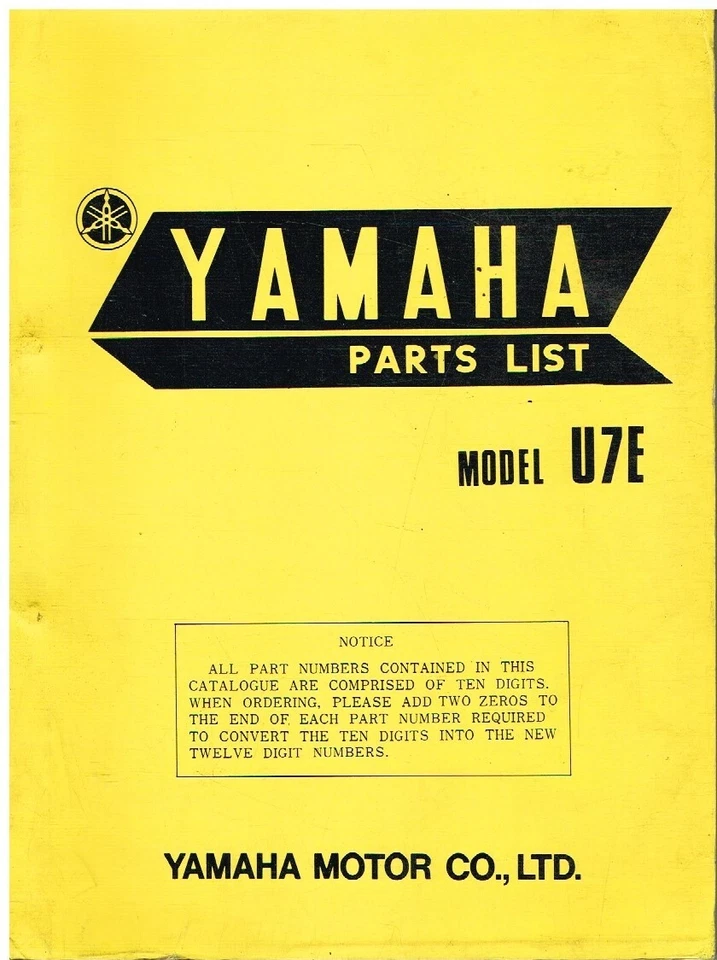 YAMAHA
PARTS LIST
MODEL U7E
NOTICE
ALL PART NUMBERS CONTAINED IN THIS
CATALOGUE ARE COMPRISED OF TEN DIGITS.
WHEN ORDERING, PLEASE ADD TWO ZEROS TO
THE END OF EACH PART NUMBER REQUIRED
TO CONVERT THE TEN DIGITS INTO THE NEW
TWELVE DIGIT NUMBERS.
YAMAHA MOTOR CO., LTD.